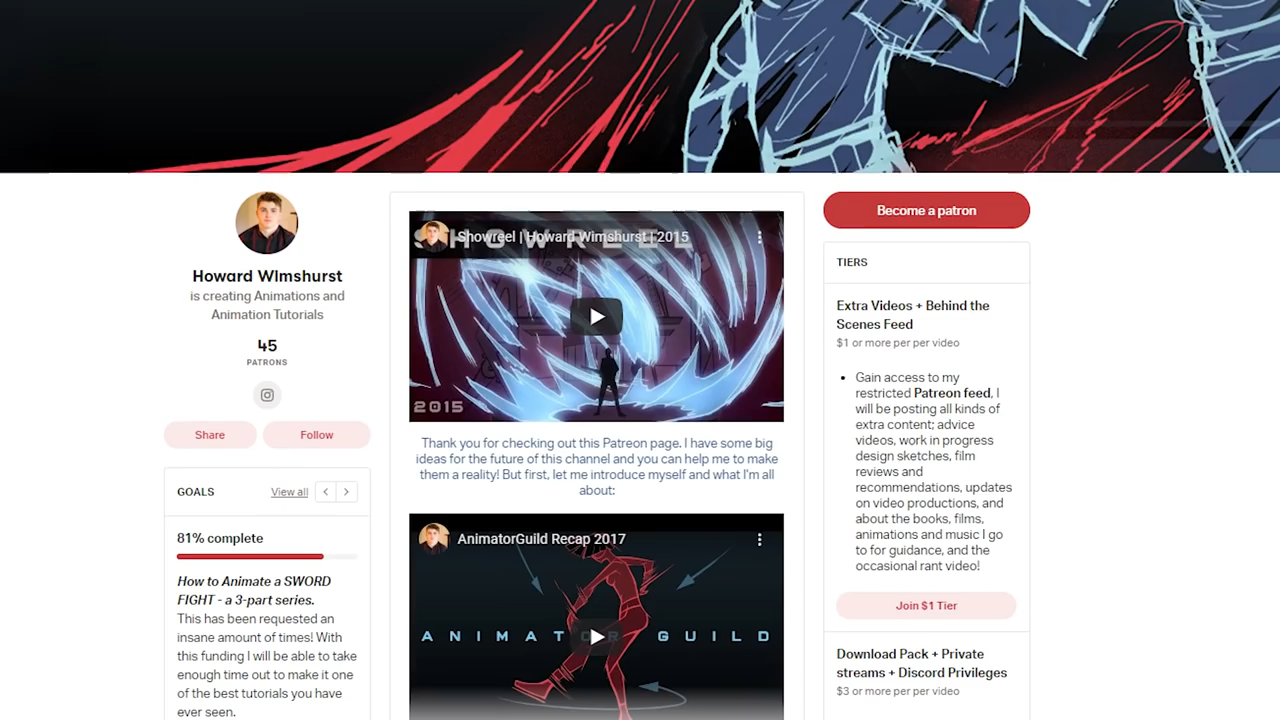 Howard WImshurst
is creating Animations and
Animation Tutorials
45
PATRONS
Share
Follow
GOALS
View all
81% complete
How to Animate a SWORD
FIGHT - a 3-part series.
This has been requested an
insane amount of times! With
this funding I will be able to take
enough time out to make it one
of the best tutorials you have
ever seen.
SHOWREEL
Showreel | Howard Wimshurst | 2015
2015
Thank you for checking out this Patreon page. I have some big
ideas for the future of this channel and you can help me to make
them a reality! But first, let me introduce myself and what I'm all
about:
AnimatorGuild Recap 2017
ANIMATOR GUILD
Become a patron
TIERS
Extra Videos + Behind the
Scenes Feed
$1 or more per per video
• Gain access to my
restricted Patreon feed, I
will be posting all kinds of
extra content; advice
videos, work in progress
design sketches, film
reviews and
recommendations, updates
on video productions, and
about the books, films,
animations and music I go
to for guidance, and the
occasional rant video!
Join $1 Tier
Download Pack + Private
streams + Discord Privileges
$3 or more per per video